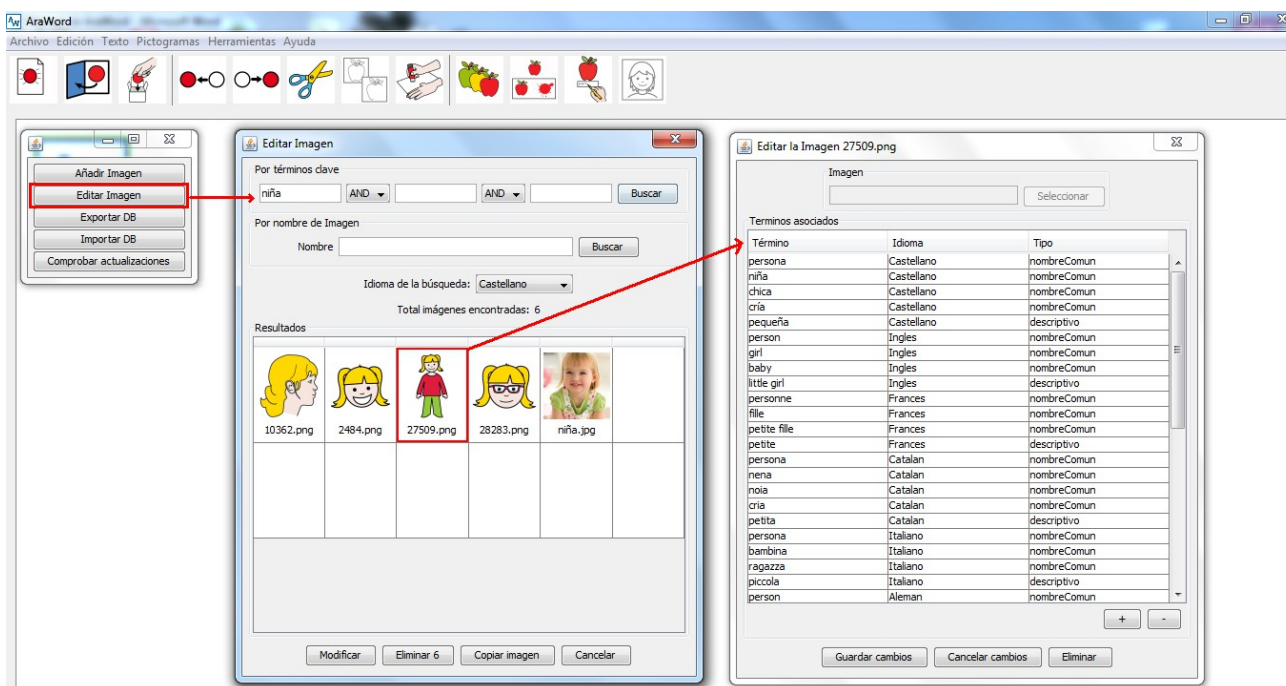 AraWord
Archivo Edición Texto Pictogramas Herramientas Ayuda
Añadir Imagen
Editar Imagen
Exportar DB
Importar DB
Comprobar actualizaciones
Editar Imagen
Por términos clave
niña AND AND Buscar
Por nombre de Imagen
Nombre Buscar
Idioma de la búsqueda: Castellano
Total imágenes encontradas: 6
Resultados
10362.png 2484.png 27509.png 28283.png niña.jpg
Modificar Eliminar 6 Copiar imagen Cancelar
Editar la Imagen 27509.png
Imagen
Seleccionar
Terminos asociados
Término Idioma Tipo
persona Castellano nombreComun
niña Castellano nombreComun
chica Castellano nombreComun
cría Castellano nombreComun
pequeña Castellano descriptivo
person Ingles nombreComun
girl Ingles nombreComun
baby Ingles nombreComun
little girl Ingles descriptivo
personne Frances nombreComun
fille Frances nombreComun
petite fille Frances nombreComun
petite Frances descriptivo
persona Catalan nombreComun
nena Catalan nombreComun
noia Catalan nombreComun
cria Catalan nombreComun
petita Catalan descriptivo
persona Italiano nombreComun
bambina Italiano nombreComun
ragazza Italiano nombreComun
piccola Italiano descriptivo
person Aleman nombreComun
+ -
Guardar cambios Cancelar cambios Eliminar